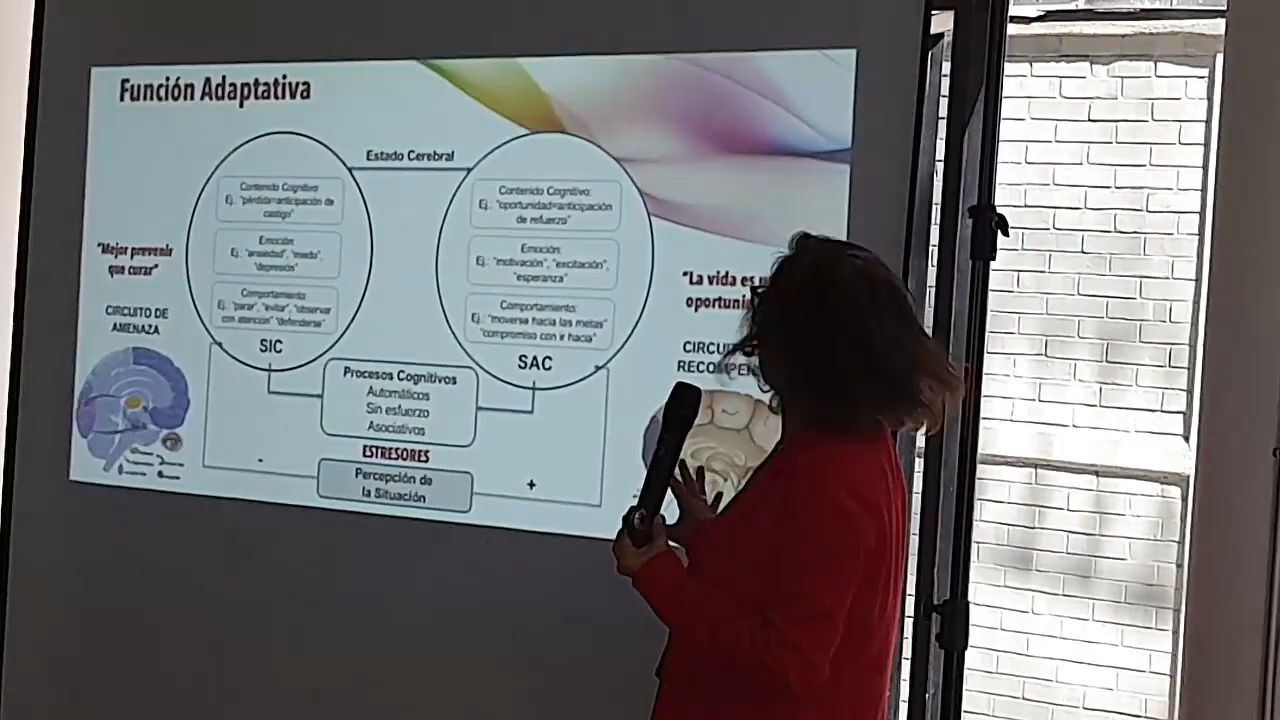 Función Adaptativa
Estado Cerebral
Contenido Cognitivo:
Ej.: "pérdida=anticipación de
castigo"
Emoción:
Ej.: "ansiedad", "miedo",
"depresión"
Comportamiento:
Ej.: "parar", "evitar", "observar
con atención" "defenderse"
SIC
"Mejor prevenir
que curar"
CIRCUITO DE
AMENAZA
Contenido Cognitivo:
Ej.: "oportunidad=anticipación
de refuerzo"
Emoción:
Ej.: "motivación", "excitación",
"esperanza"
Comportamiento:
Ej.: "moverse hacia las metas"
"compromiso con ir hacia"
SAC
"La vida es
Procesos Cognitivos
Automáticos
Sin esfuerzo
Asociativos
ESTRESORES
Percepción de
la Situación
-
+